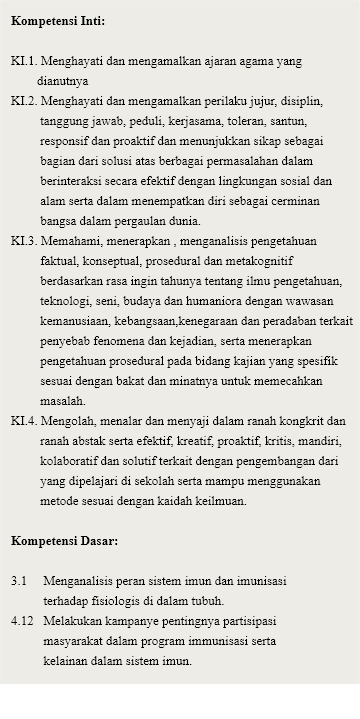 Kompetensi Inti:
KI.1. Menghayati dan mengamalkan ajaran agama yang
dianutnya
KI.2. Menghayati dan mengamalkan perilaku jujur, disiplin,
tanggung jawab, peduli, kerjasama, toleran, santun,
responsif dan proaktif dan menunjukkan sikap sebagai
bagian dari solusi atas berbagai permasalahan dalam
berinteraksi secara efektif dengan lingkungan sosial dan
alam serta dalam menempatkan diri sebagai cerminan
bangsa dalam pergaulan dunia.
KI.3. Memahami, menerapkan , menganalisis pengetahuan
faktual, konseptual, prosedural dan metakognitif
berdasarkan rasa ingin tahunya tentang ilmu pengetahuan,
teknologi, seni, budaya dan humaniora dengan wawasan
kemanusiaan, kebangsaan,kenegaraan dan peradaban terkait
penyebab fenomena dan kejadian, serta menerapkan
pengetahuan prosedural pada bidang kajian yang spesifik
sesuai dengan bakat dan minatnya untuk memecahkan
masalah.
KI.4. Mengolah, menalar dan menyaji dalam ranah kongkrit dan
ranah abstak serta efektif, kreatif, proaktif, kritis, mandiri,
kolaboratif dan solutif terkait dengan pengembangan dari
yang dipelajari di sekolah serta mampu menggunakan
metode sesuai dengan kaidah keilmuan.
Kompetensi Dasar:
3.1 Menganalisis peran sistem imun dan imunisasi
terhadap fisiologis di dalam tubuh.
4.12 Melakukan kampanye pentingnya partisipasi
masyarakat dalam program immunisasi serta
kelainan dalam sistem imun.